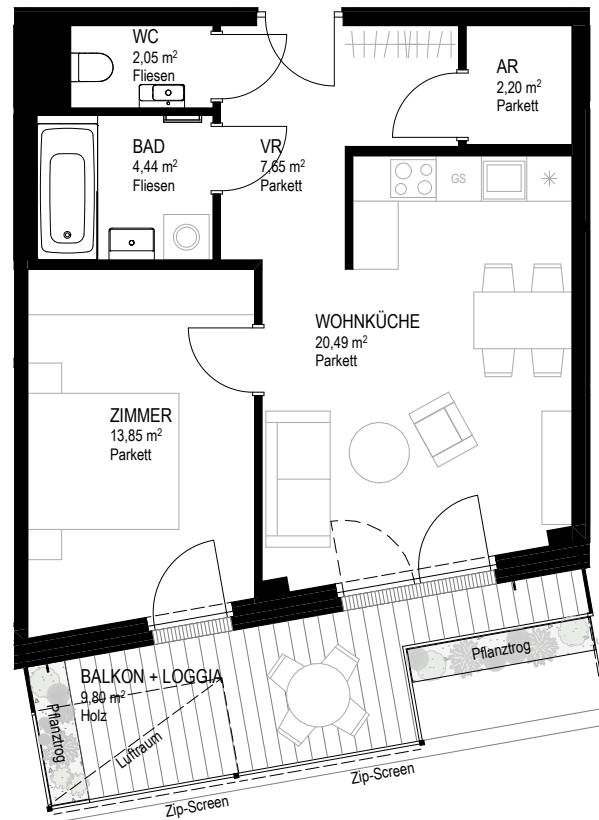 WC
2,05 m²
Fliesen
AR
2,20 m²
Parkett
BAD
4,44 m²
Fliesen
VR
7,65 m²
Parkett
GS
WOHNKÜCHE
20,49 m²
Parkett
ZIMMER
13,85 m²
Parkett
Pflanztrog
BALKON + LOGGIA
9,80 m²
Holz
Pflanztrog
Luftraum
Zip-Screen
Zip-Screen